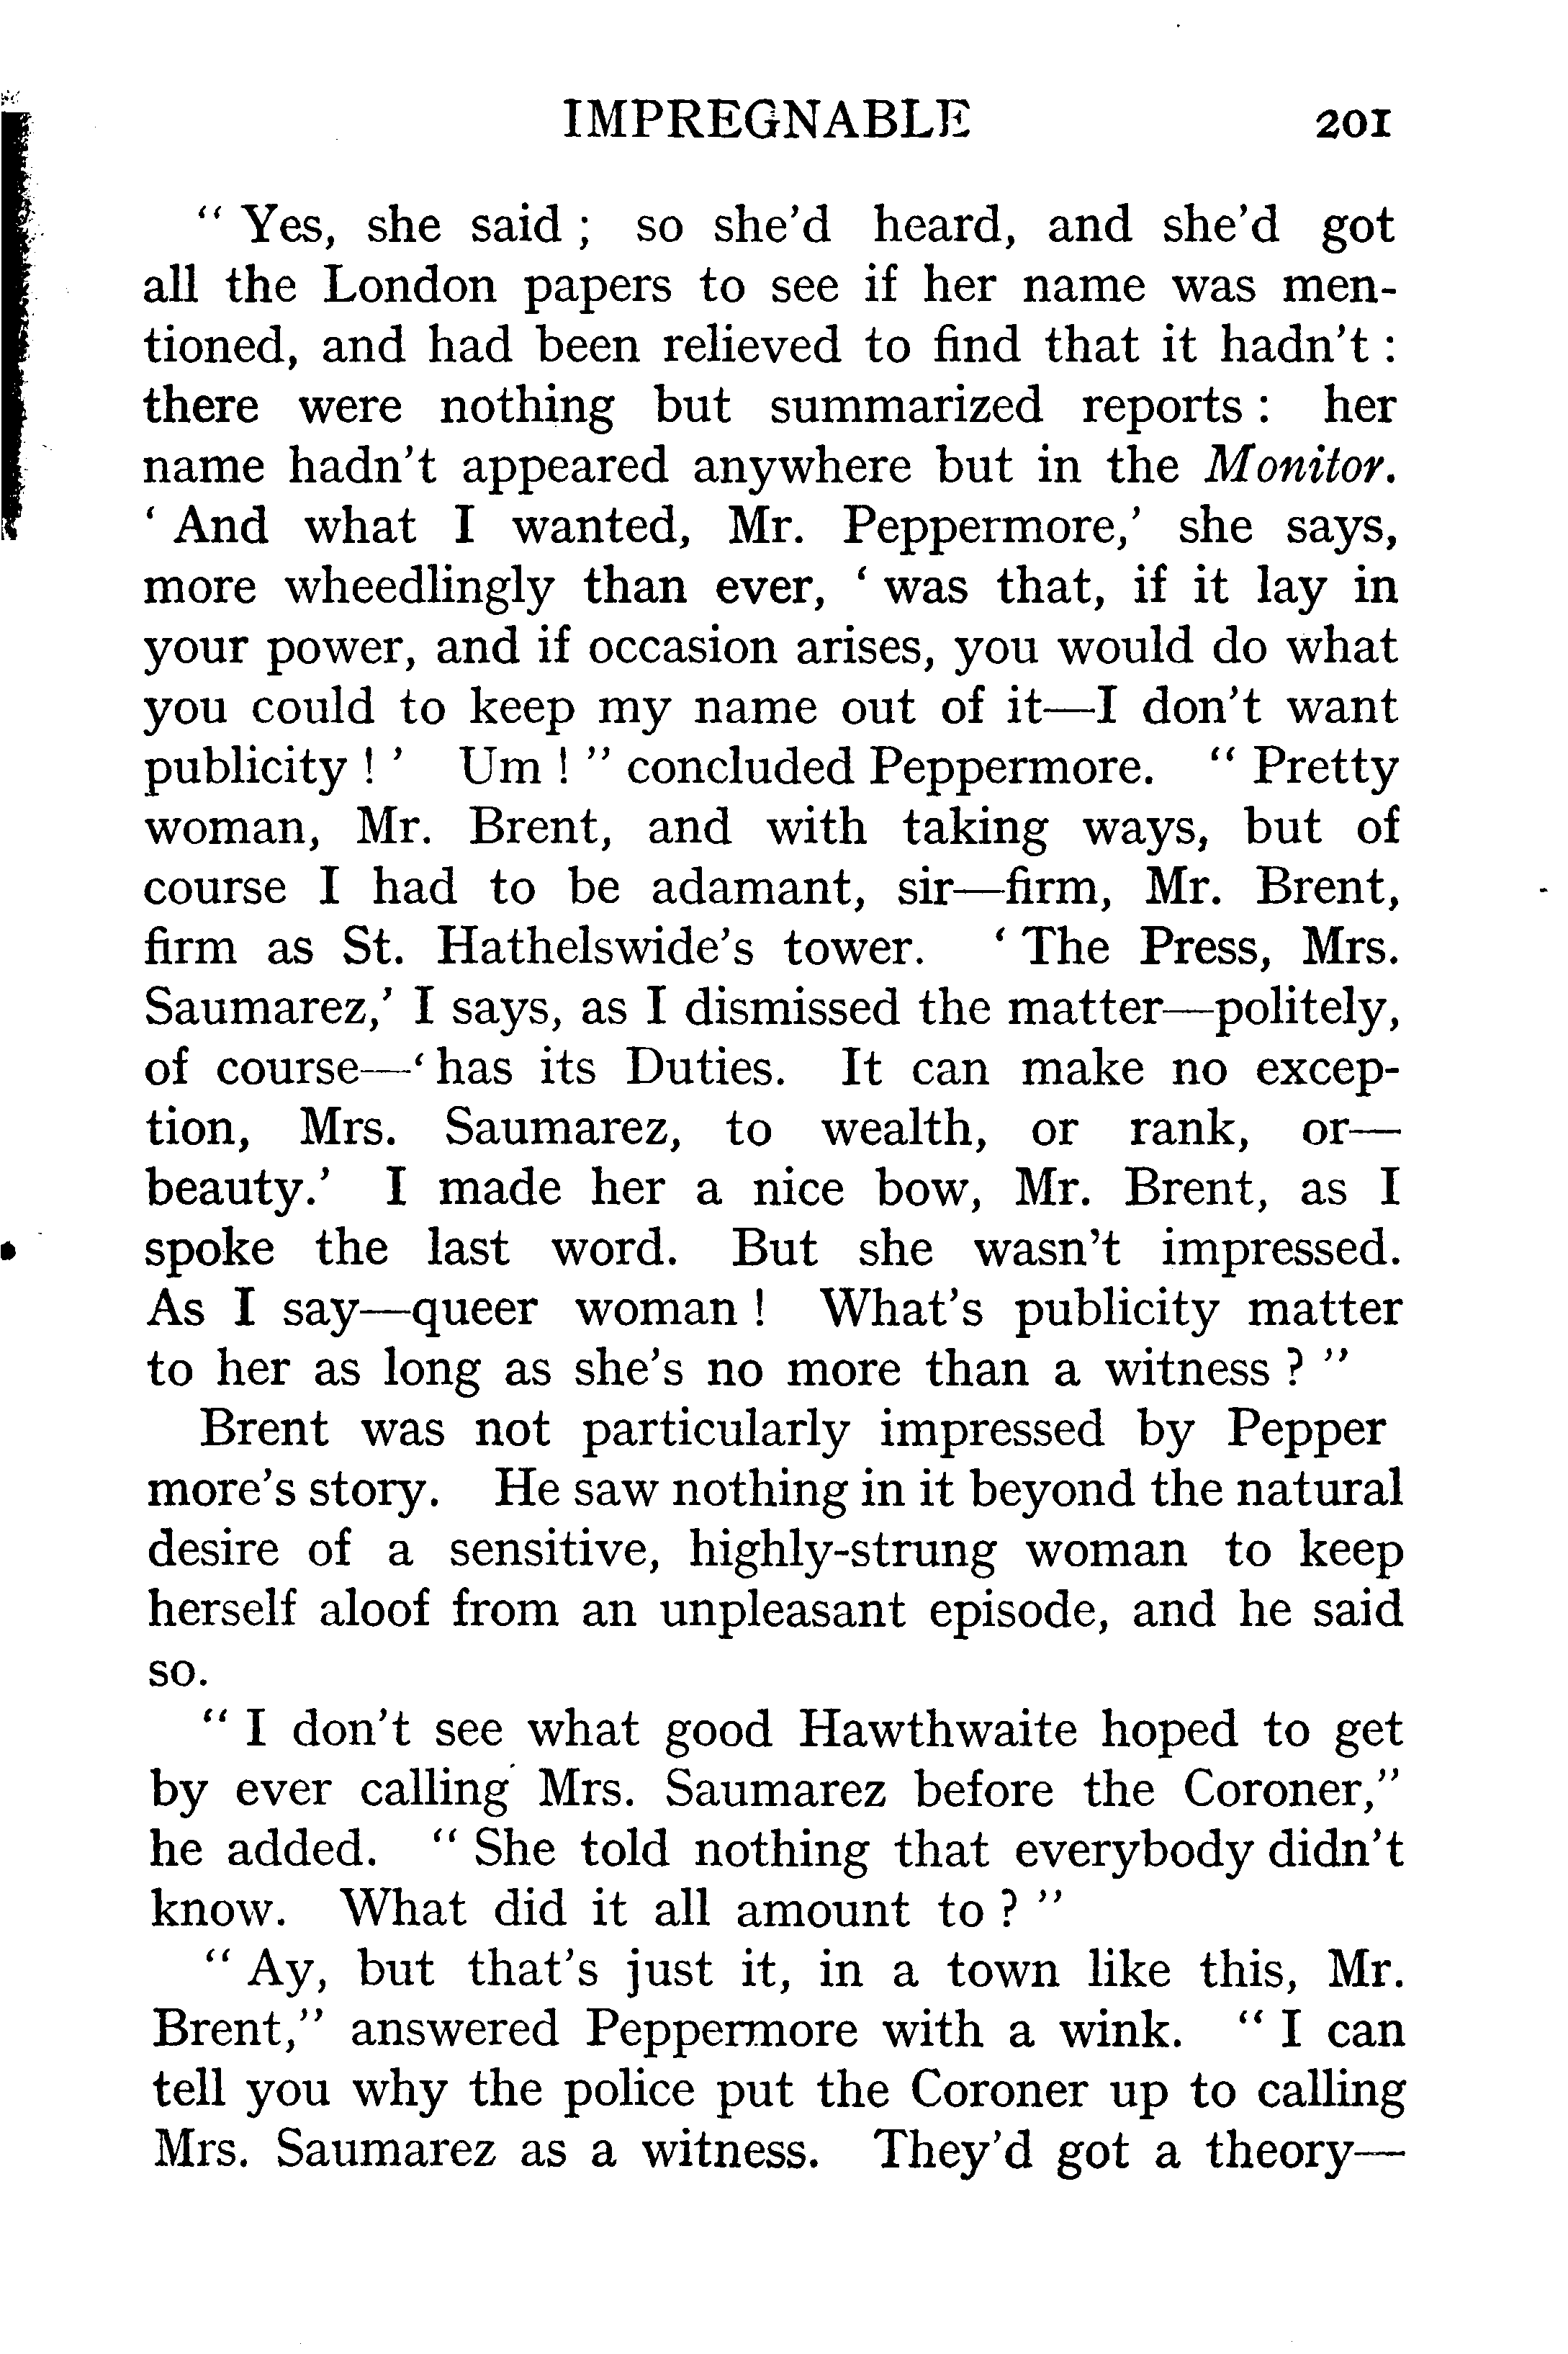 IMPREGNABLE 201
“ Yes, she said ; so she’d heard, and she’d got
all the London papers to see if her name was men-
tioned, and had been relieved to find that it hadn’t :
there were nothing but summarized reports : her
name hadn’t appeared anywhere but in the Monitor.
‘ And what I wanted, Mr. Peppermore,’ she says,
more wheedlingly than ever, ‘ was that, if it lay in
your power, and if occasion arises, you would do what
you could to keep my name out of it—I don’t want
publicity ! ’ Um ! ” concluded Peppermore. “ Pretty
woman, Mr. Brent, and with taking ways, but of
course I had to be adamant, sir—firm, Mr. Brent,
firm as St. Hathelswide’s tower. ‘ The Press, Mrs.
Saumarez,’ I says, as I dismissed the matter—politely,
of course—‘ has its Duties. It can make no excep-
tion, Mrs. Saumarez, to wealth, or rank, or—
beauty.’ I made her a nice bow, Mr. Brent, as I
spoke the last word. But she wasn’t impressed.
As I say—queer woman ! What’s publicity matter
to her as long as she’s no more than a witness ? ”
Brent was not particularly impressed by Pepper
more’s story. He saw nothing in it beyond the natural
desire of a sensitive, highly-strung woman to keep
herself aloof from an unpleasant episode, and he said
so.
“ I don’t see what good Hawthwaite hoped to get
by ever calling Mrs. Saumarez before the Coroner,”
he added. “ She told nothing that everybody didn’t
know. What did it all amount to ? ”
“ Ay, but that’s just it, in a town like this, Mr.
Brent,” answered Peppermore with a wink. “ I can
tell you why the police put the Coroner up to calling
Mrs. Saumarez as a witness. They’d got a theory—